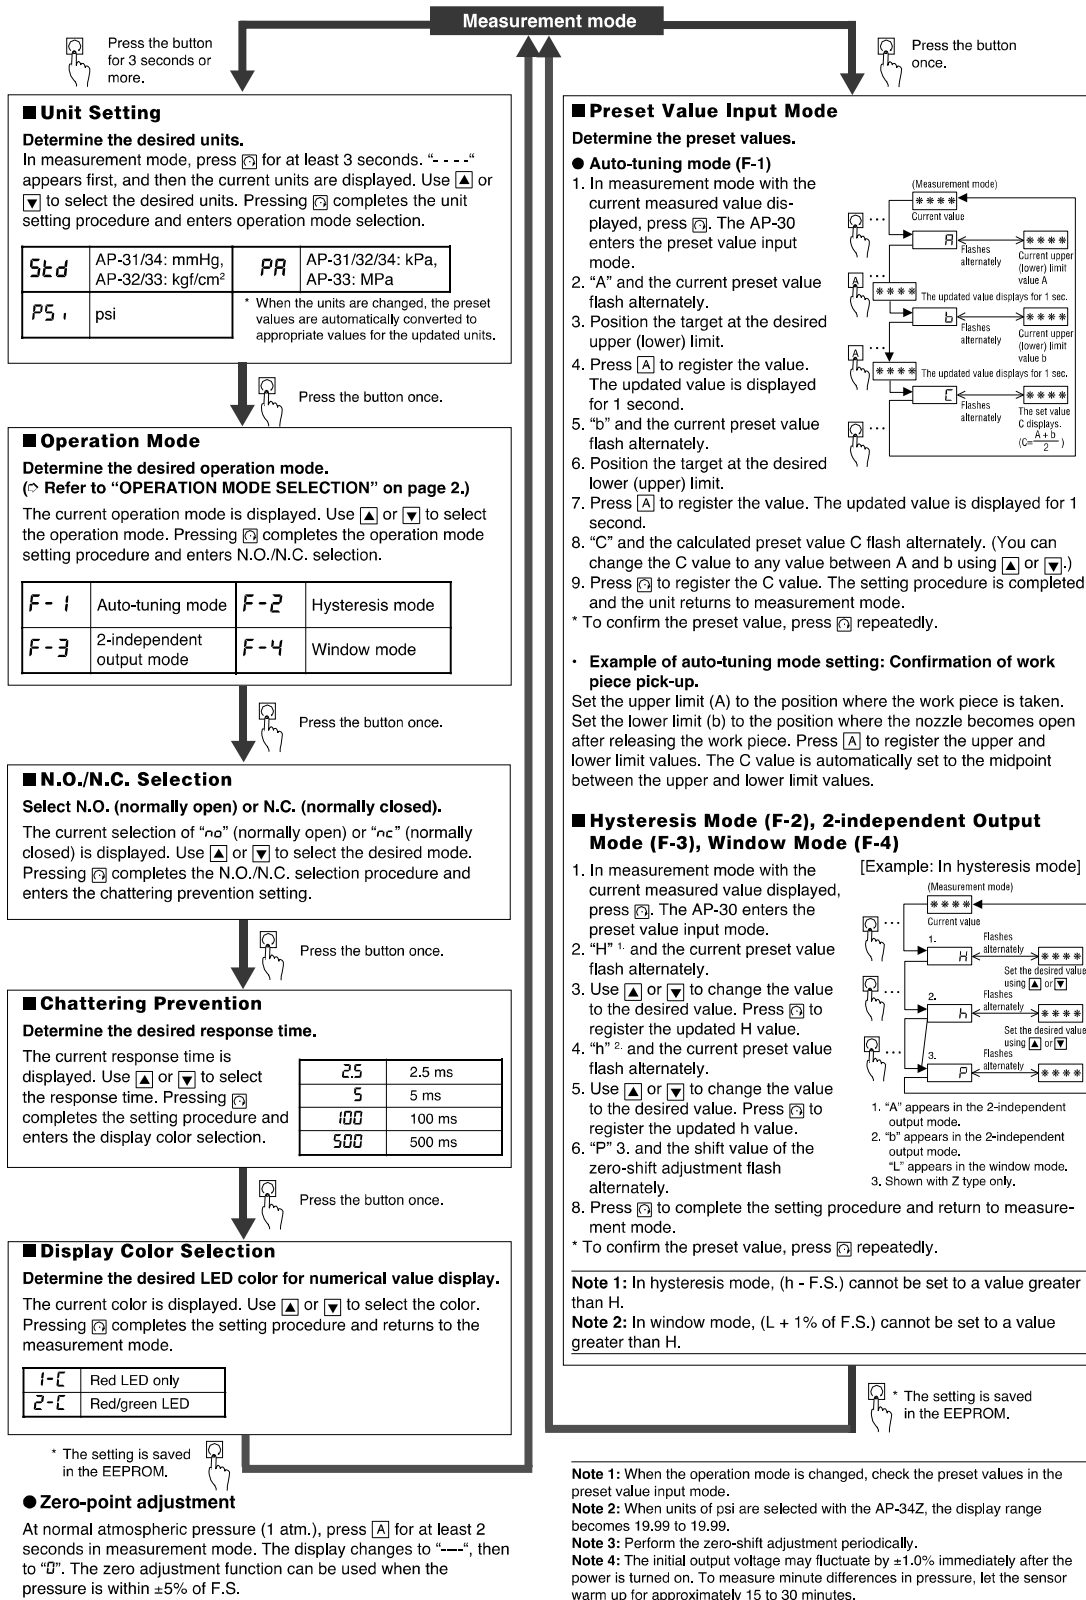 Measurement mode
Press the button
for 3 seconds or
more.
■ Unit Setting
Determine the desired units.
In measurement mode, press for at least 3 seconds. "- - - -"
appears first, and then the current units are displayed. Use ▲ or
▼ to select the desired units. Pressing completes the unit
setting procedure and enters operation mode selection.
Std
AP-31/34: mmHg,
AP-32/33: kgf/cm²
PA
AP-31/32/34: kPa,
AP-33: MPa
PSi
psi
* When the units are changed, the preset
values are automatically converted to
appropriate values for the updated units.
Press the button once.
■ Operation Mode
Determine the desired operation mode.
(⇨ Refer to "OPERATION MODE SELECTION" on page 2.)
The current operation mode is displayed. Use ▲ or ▼ to select
the operation mode. Pressing completes the operation mode
setting procedure and enters N.O./N.C. selection.
F-1 Auto-tuning mode F-2 Hysteresis mode
F-3 2-independent
output mode
F-4 Window mode
Press the button once.
■ N.O./N.C. Selection
Select N.O. (normally open) or N.C. (normally closed).
The current selection of "no" (normally open) or "nc" (normally
closed) is displayed. Use ▲ or ▼ to select the desired mode.
Pressing completes the N.O./N.C. selection procedure and
enters the chattering prevention setting.
Press the button once.
■ Chattering Prevention
Determine the desired response time.
The current response time is
displayed. Use ▲ or ▼ to select
the response time. Pressing
completes the setting procedure and
enters the display color selection.
2.5 2.5 ms
5 5 ms
100 100 ms
500 500 ms
Press the button once.
■ Display Color Selection
Determine the desired LED color for numerical value display.
The current color is displayed. Use ▲ or ▼ to select the color.
Pressing completes the setting procedure and returns to the
measurement mode.
1-C Red LED only
2-C Red/green LED
* The setting is saved
in the EEPROM.
● Zero-point adjustment
At normal atmospheric pressure (1 atm.), press A for at least 2
seconds in measurement mode. The display changes to "----", then
to "0". The zero adjustment function can be used when the
pressure is within ±5% of F.S.
Press the button
once.
■ Preset Value Input Mode
Determine the preset values.
● Auto-tuning mode (F-1)
1. In measurement mode with the
current measured value dis-
played, press . The AP-30
enters the preset value input
mode.
2. "A" and the current preset value
flash alternately.
3. Position the target at the desired
upper (lower) limit.
4. Press A to register the value.
The updated value is displayed
for 1 second.
5. "b" and the current preset value
flash alternately.
6. Position the target at the desired
lower (upper) limit.
7. Press A to register the value. The updated value is displayed for 1
second.
8. "C" and the calculated preset value C flash alternately. (You can
change the C value to any value between A and b using ▲ or ▼.)
9. Press to register the C value. The setting procedure is completed
and the unit returns to measurement mode.
* To confirm the preset value, press repeatedly.
(Measurement mode)
****
Current value
A
Flashes
alternately
****
Current upper
(lower) limit
value A
A
**** The updated value displays for 1 sec.
b
Flashes
alternately
****
Current upper
(lower) limit
value b
A
**** The updated value displays for 1 sec.
C
Flashes
alternately
****
The set value
C displays.
(C=A + b / 2)
· Example of auto-tuning mode setting: Confirmation of work
piece pick-up.
Set the upper limit (A) to the position where the work piece is taken.
Set the lower limit (b) to the position where the nozzle becomes open
after releasing the work piece. Press A to register the upper and
lower limit values. The C value is automatically set to the midpoint
between the upper and lower limit values.
■ Hysteresis Mode (F-2), 2-independent Output
Mode (F-3), Window Mode (F-4)
1. In measurement mode with the
current measured value displayed,
press . The AP-30 enters the
preset value input mode.
2. "H" 1. and the current preset value
flash alternately.
3. Use ▲ or ▼ to change the value
to the desired value. Press to
register the updated H value.
4. "h" 2. and the current preset value
flash alternately.
5. Use ▲ or ▼ to change the value
to the desired value. Press to
register the updated h value.
6. "P" 3. and the shift value of the
zero-shift adjustment flash
alternately.
8. Press to complete the setting procedure and return to measure-
ment mode.
* To confirm the preset value, press repeatedly.
[Example: In hysteresis mode]
(Measurement mode)
****
Current value
1.
H
Flashes
alternately
****
Set the desired value
using ▲ or ▼
2.
h
Flashes
alternately
****
Set the desired value
using ▲ or ▼
3.
P
Flashes
alternately
****
1. "A" appears in the 2-independent
output mode.
2. "b" appears in the 2-independent
output mode.
"L" appears in the window mode.
3. Shown with Z type only.
Note 1: In hysteresis mode, (h - F.S.) cannot be set to a value greater
than H.
Note 2: In window mode, (L + 1% of F.S.) cannot be set to a value
greater than H.
* The setting is saved
in the EEPROM.
Note 1: When the operation mode is changed, check the preset values in the
preset value input mode.
Note 2: When units of psi are selected with the AP-34Z, the display range
becomes 19.99 to 19.99.
Note 3: Perform the zero-shift adjustment periodically.
Note 4: The initial output voltage may fluctuate by ±1.0% immediately after the
power is turned on. To measure minute differences in pressure, let the sensor
warm up for approximately 15 to 30 minutes.